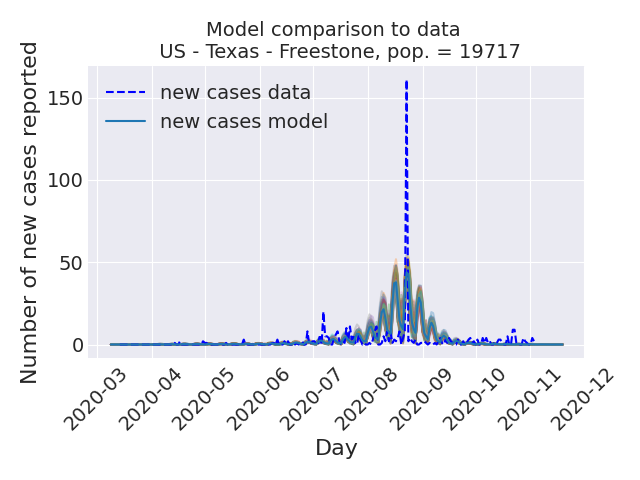 Model comparison to data
US - Texas - Freestone, pop. = 19717
Number of new cases reported
150
100
50
0
new cases data
new cases model
2020-03
2020-04
2020-05
2020-06
2020-07
2020-08
2020-09
2020-10
2020-11
2020-12
Day